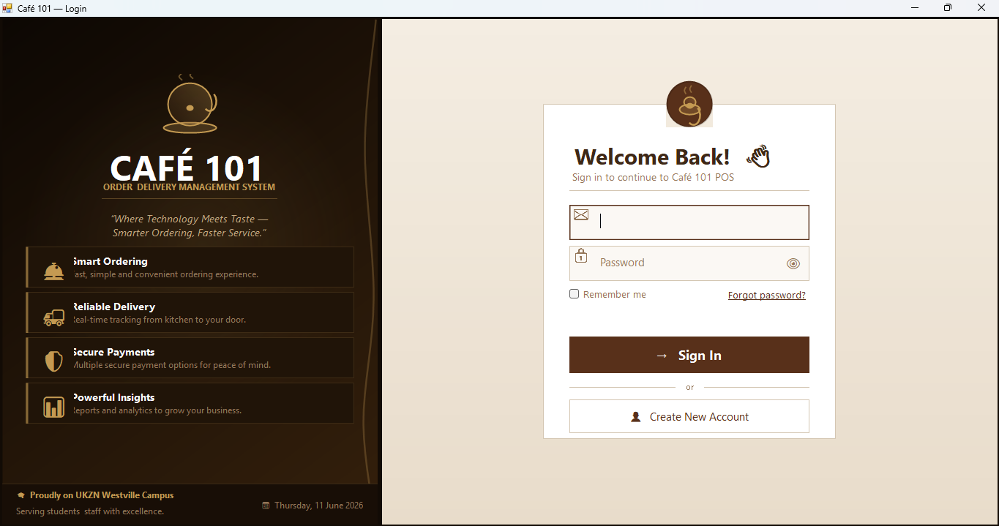 Café 101 — Login
CAFÉ 101
ORDER DELIVERY MANAGEMENT SYSTEM
“Where Technology Meets Taste —
Smarter Ordering, Faster Service.”
Smart Ordering
Fast, simple and convenient ordering experience.
Reliable Delivery
Real-time tracking from kitchen to your door.
Secure Payments
Multiple secure payment options for peace of mind.
Powerful Insights
Reports and analytics to grow your business.
Proudly on UKZN Westville Campus
Serving students staff with excellence.
Thursday, 11 June 2026
Welcome Back!
Sign in to continue to Café 101 POS
Password
Remember me
Forgot password?
→ Sign In
or
Create New Account